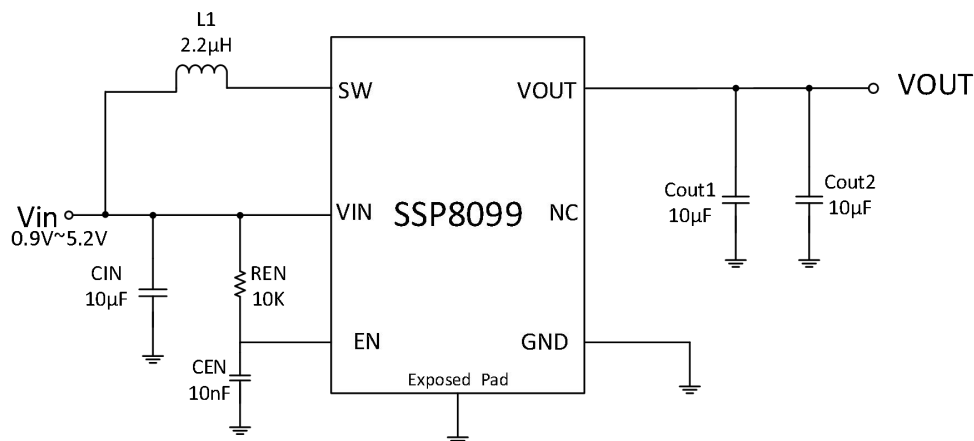 L1
2.2µH
SW
VOUT
VOUT
Vin
0.9V~5.2V
VIN
SSP8099
NC
Cout1
10µF
Cout2
10µF
CIN
10µF
REN
10K
EN
GND
CEN
10nF
Exposed Pad